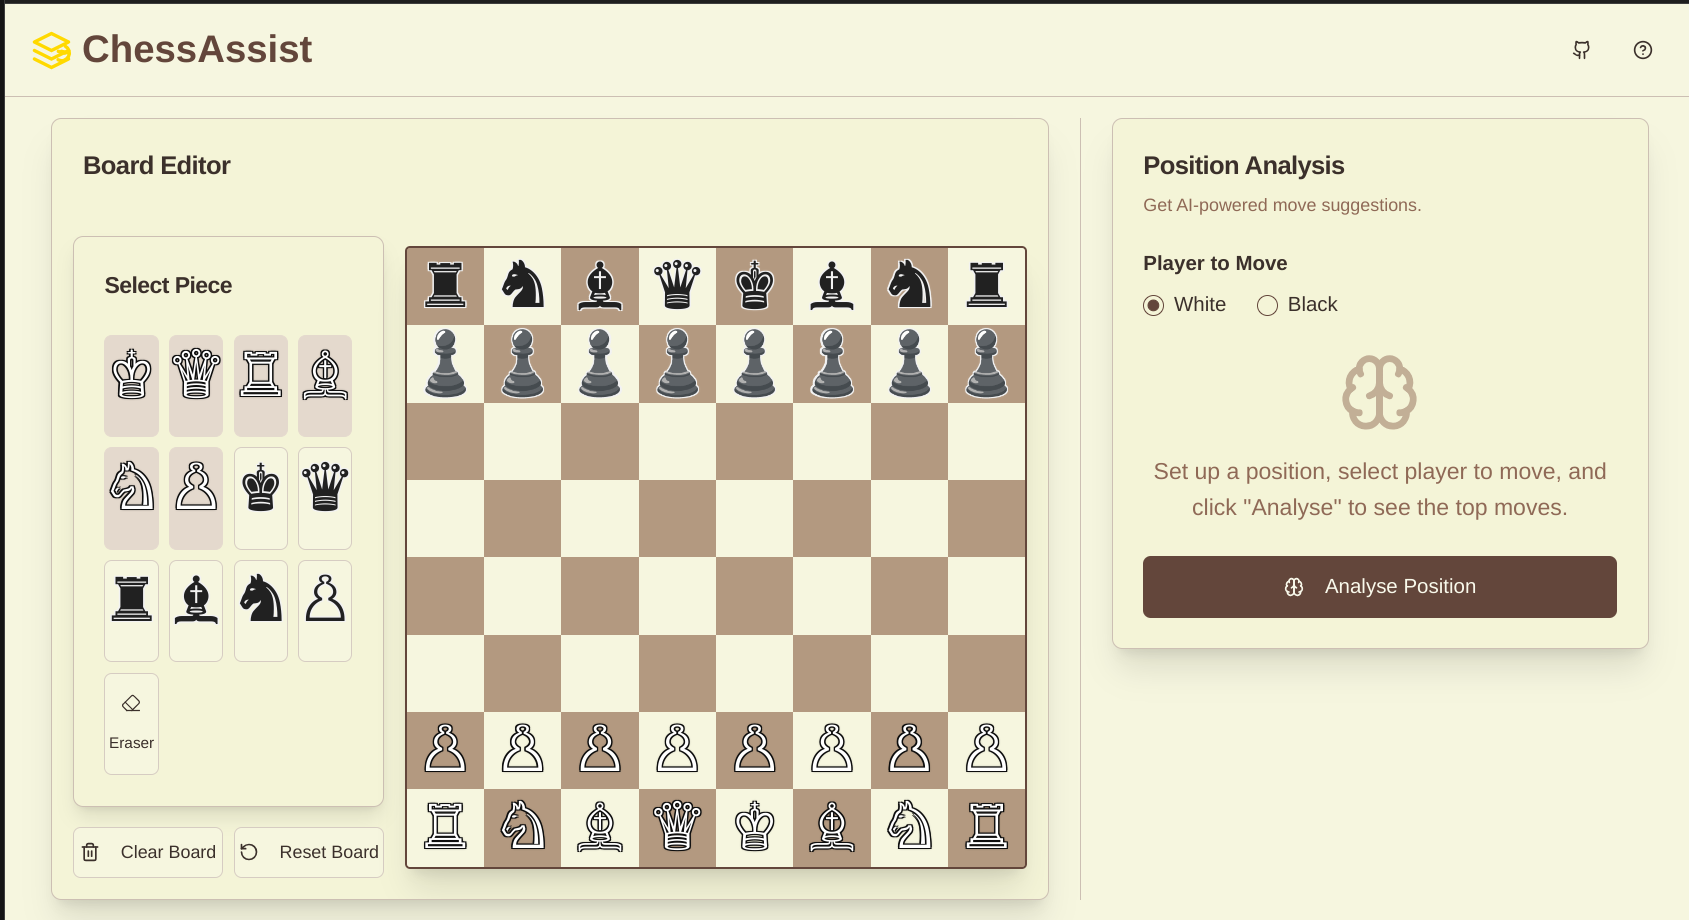 ChessAssist
Board Editor
Select Piece
Eraser
Clear Board
Reset Board
Position Analysis
Get AI-powered move suggestions.
Player to Move
White
Black
Set up a position, select player to move, and
click "Analyse" to see the top moves.
Analyse Position